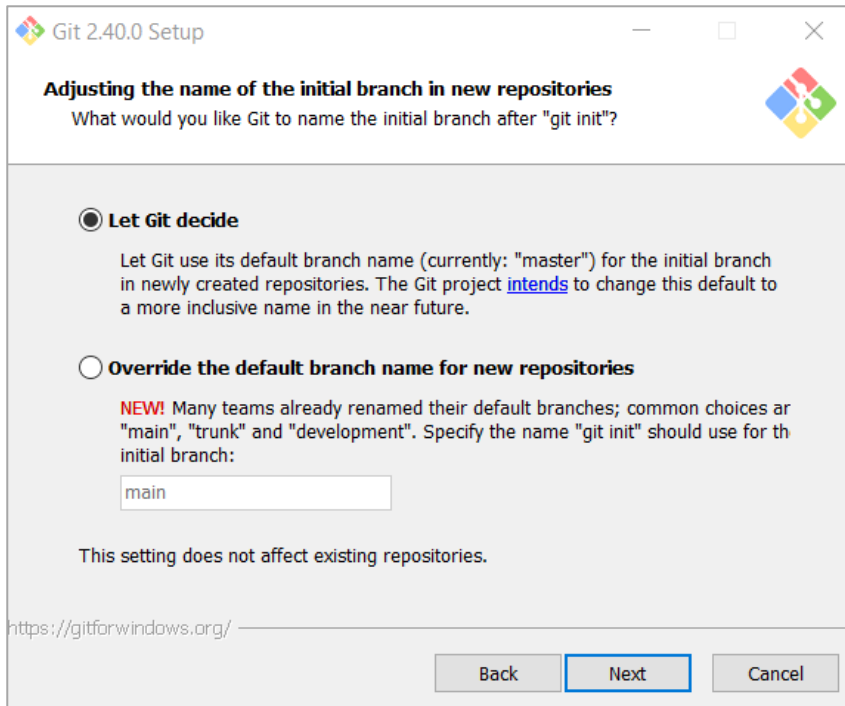 Git 2.40.0 Setup
Adjusting the name of the initial branch in new repositories
What would you like Git to name the initial branch after "git init"?
Let Git decide
Let Git use its default branch name (currently: "master") for the initial branch
in newly created repositories. The Git project intends to change this default to
a more inclusive name in the near future.
Override the default branch name for new repositories
NEW! Many teams already renamed their default branches; common choices ar
"main", "trunk" and "development". Specify the name "git init" should use for th
initial branch:
main
This setting does not affect existing repositories.
https://gitforwindows.org/
Back Next Cancel